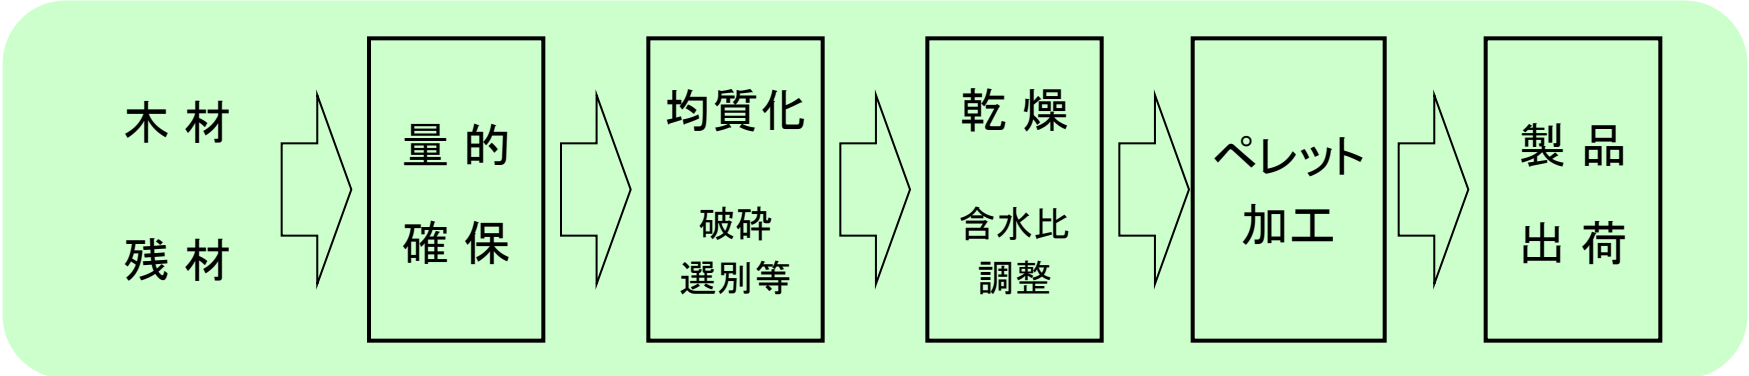 木 材
残 材
量 的
確 保
均質化
破砕
選別等
乾 燥
含水比
調整
ペレット
加工
製 品
出 荷